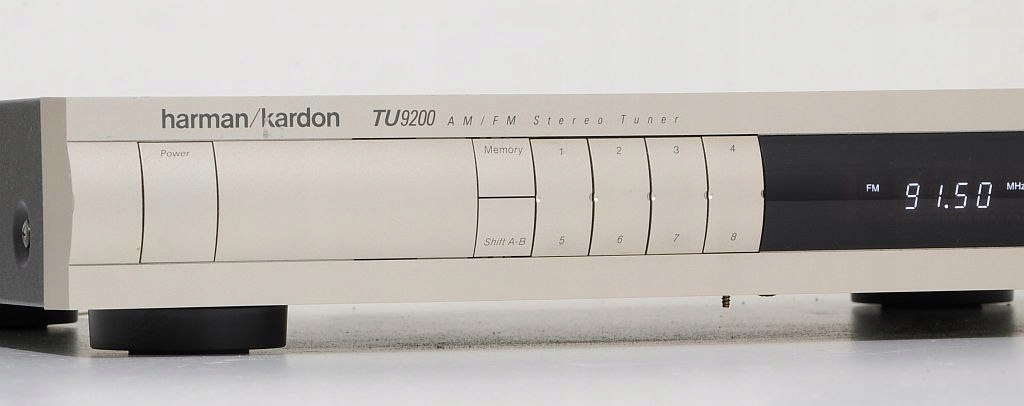 harman/kardon TU9200 AM/FM Stereo Tuner
Power
Memory
1 2 3 4
FM 91.50 MHz
Shift A-B
5 6 7 8